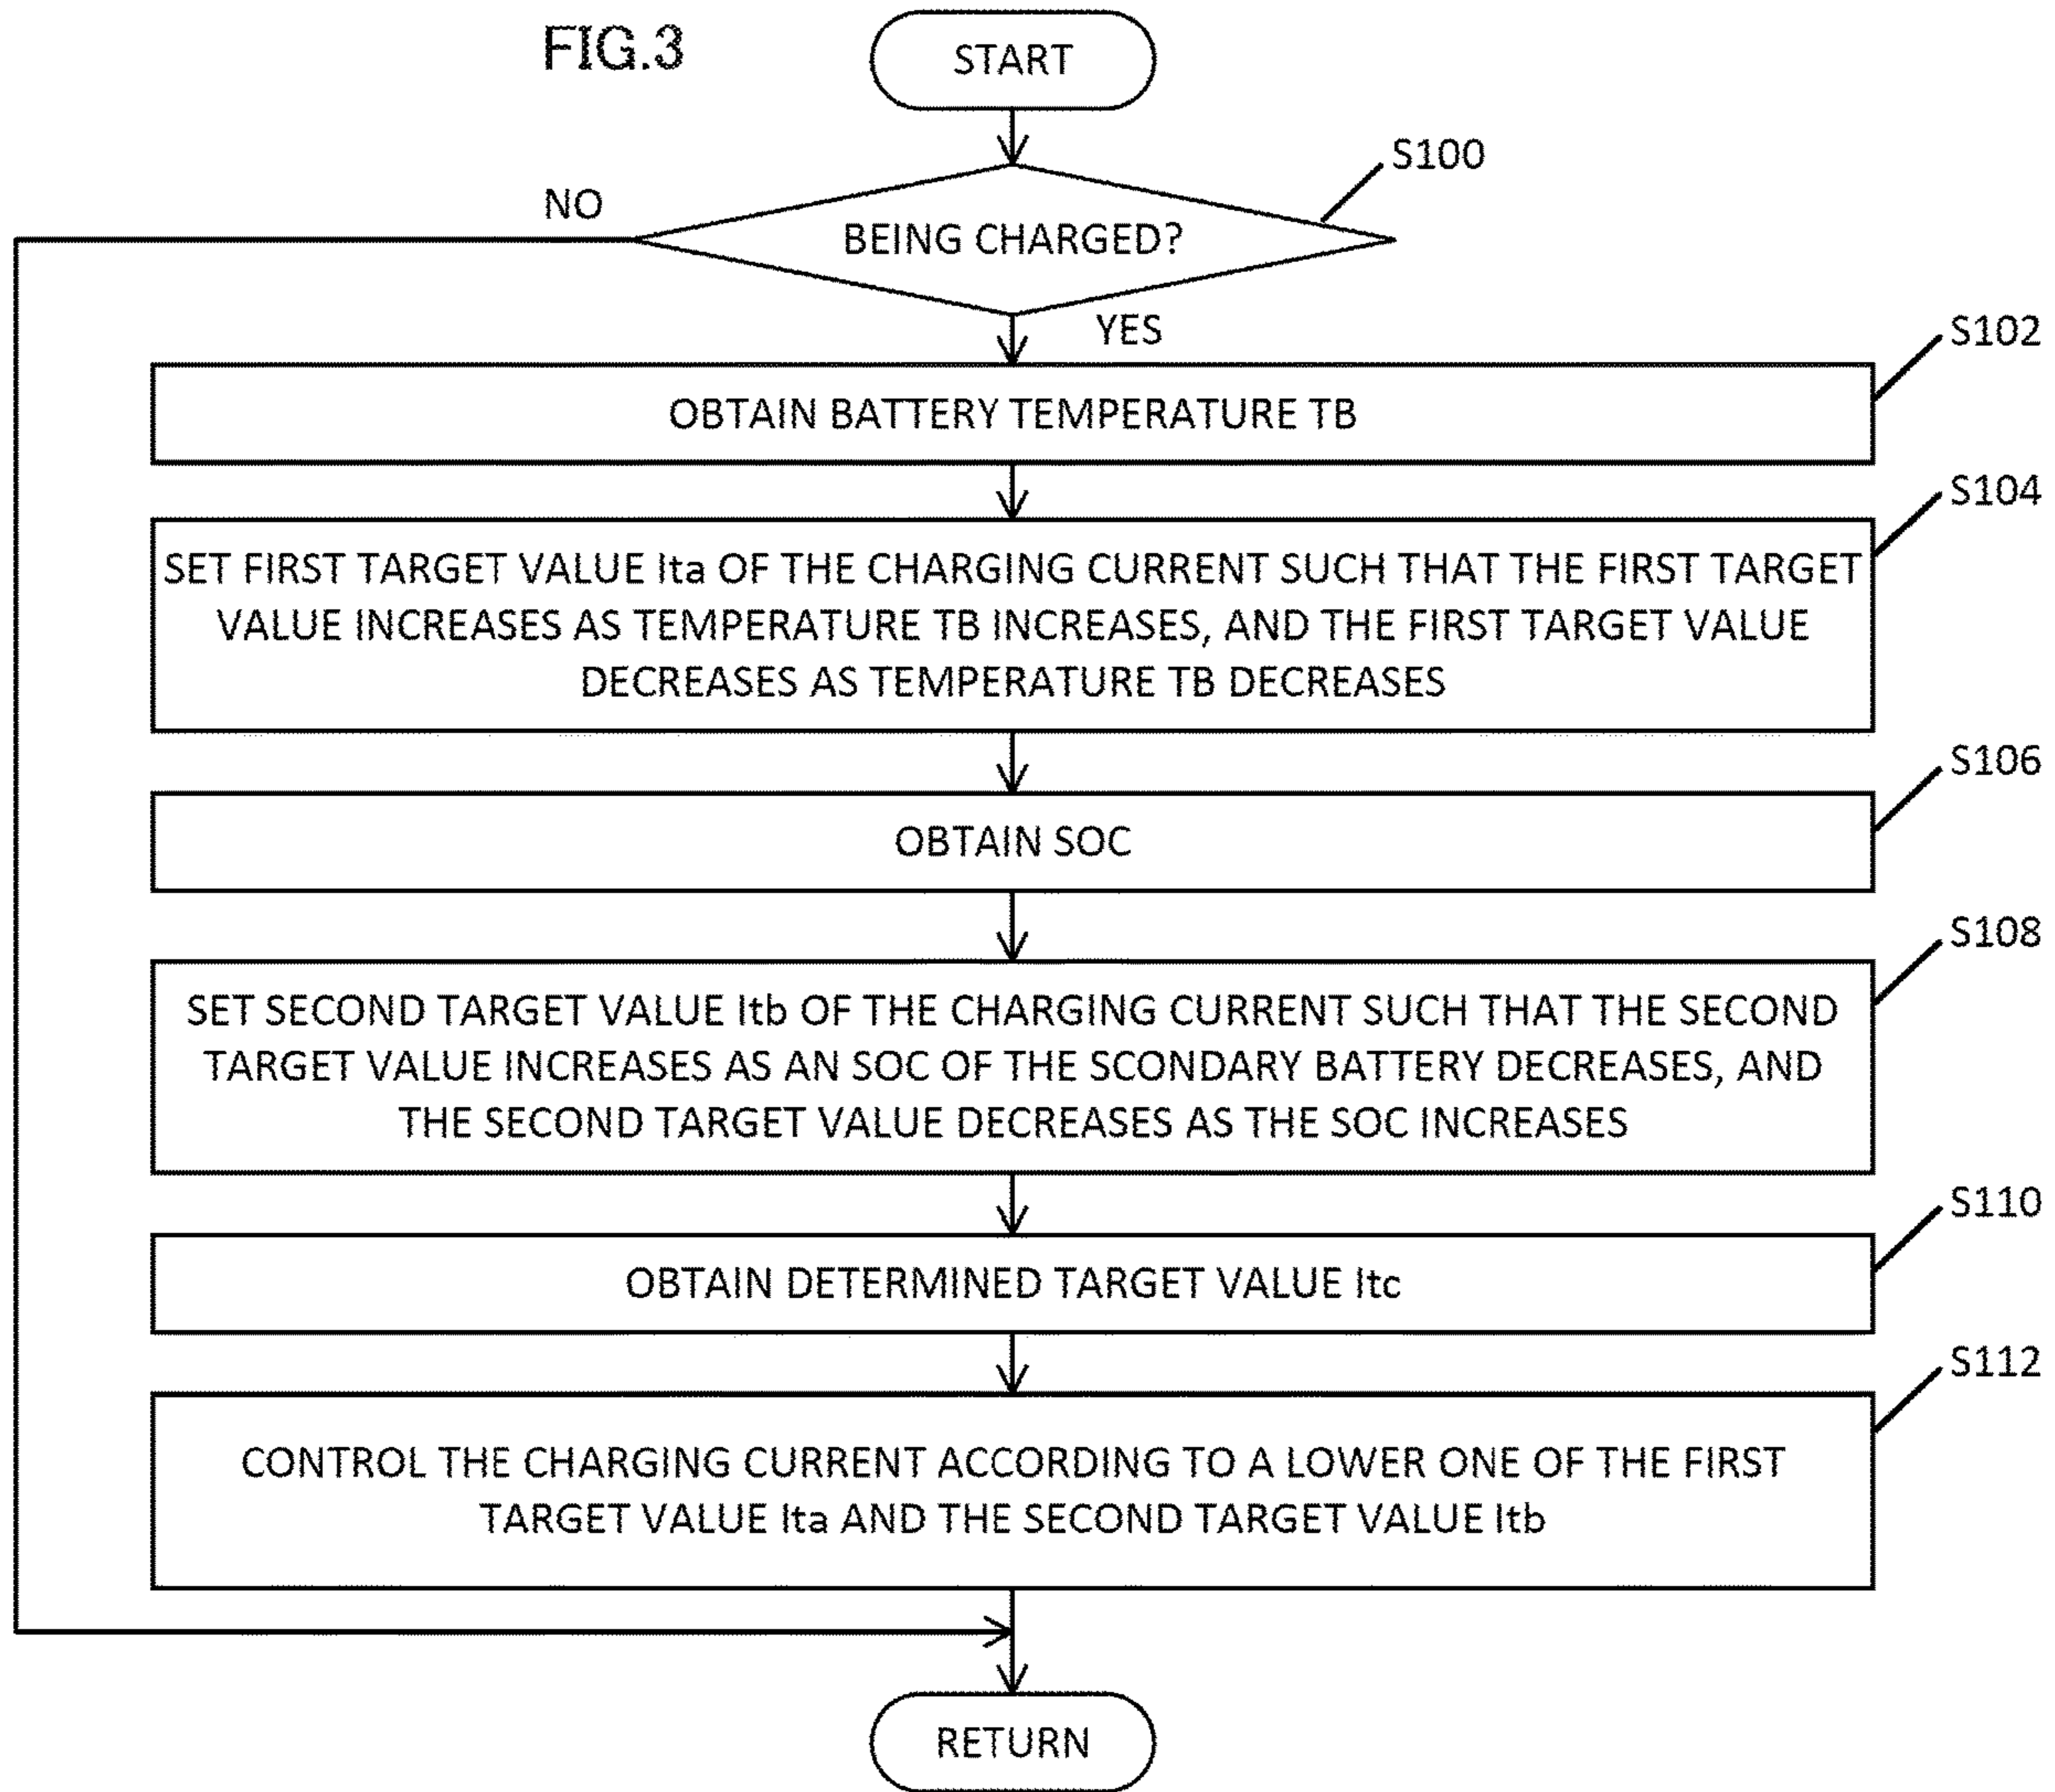 FIG.3
START
S100
NO
BEING CHARGED?
YES
S102
OBTAIN BATTERY TEMPERATURE TB
S104
SET FIRST TARGET VALUE Ita OF THE CHARGING CURRENT SUCH THAT THE FIRST TARGET
VALUE INCREASES AS TEMPERATURE TB INCREASES, AND THE FIRST TARGET VALUE
DECREASES AS TEMPERATURE TB DECREASES
S106
OBTAIN SOC
S108
SET SECOND TARGET VALUE Itb OF THE CHARGING CURRENT SUCH THAT THE SECOND
TARGET VALUE INCREASES AS AN SOC OF THE SCONDARY BATTERY DECREASES, AND
THE SECOND TARGET VALUE DECREASES AS THE SOC INCREASES
S110
OBTAIN DETERMINED TARGET VALUE Itc
S112
CONTROL THE CHARGING CURRENT ACCORDING TO A LOWER ONE OF THE FIRST
TARGET VALUE Ita AND THE SECOND TARGET VALUE Itb
RETURN